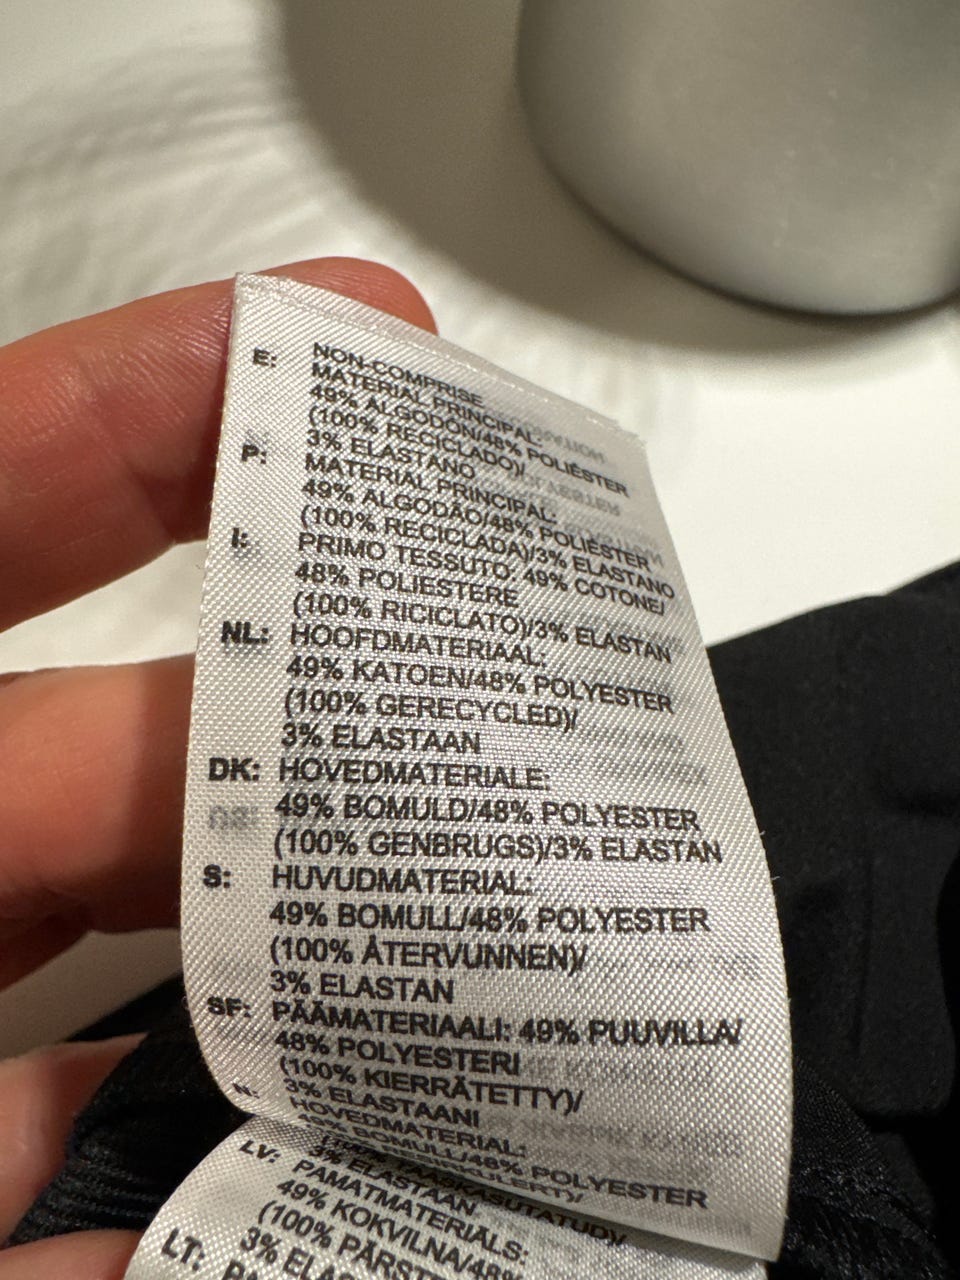 NON-COMPRISE
E: MATERIAL PRINCIPAL:
49% ALGODÓN/48% POLIÉSTER
(100% RECICLADO)/
3% ELASTANO
P: MATERIAL PRINCIPAL:
49% ALGODÃO/48% POLIÉSTER
(100% RECICLADA)/3% ELASTANO
I: PRIMO TESSUTO: 49% COTONE/
48% POLIESTERE
(100% RICICLATO)/3% ELASTAN
NL: HOOFDMATERIAAL:
49% KATOEN/48% POLYESTER
(100% GERECYCLED)/
3% ELASTAAN
DK: HOVEDMATERIALE:
49% BOMULD/48% POLYESTER
(100% GENBRUGS)/3% ELASTAN
S: HUVUDMATERIAL:
49% BOMULL/48% POLYESTER
(100% ÅTERVUNNEN)/
3% ELASTAN
SF: PÄÄMATERIAALI: 49% PUUVILLA/
48% POLYESTERI
(100% KIERRÄTETTY)/
3% ELASTAANI
N: HOVEDMATERIAL:
49% BOMULL/48% POLYESTER
3% ELASTAAN
LV: PAMATMATERIĀLS:
49% KOKVILNA/48%
(100%
3%
LT: